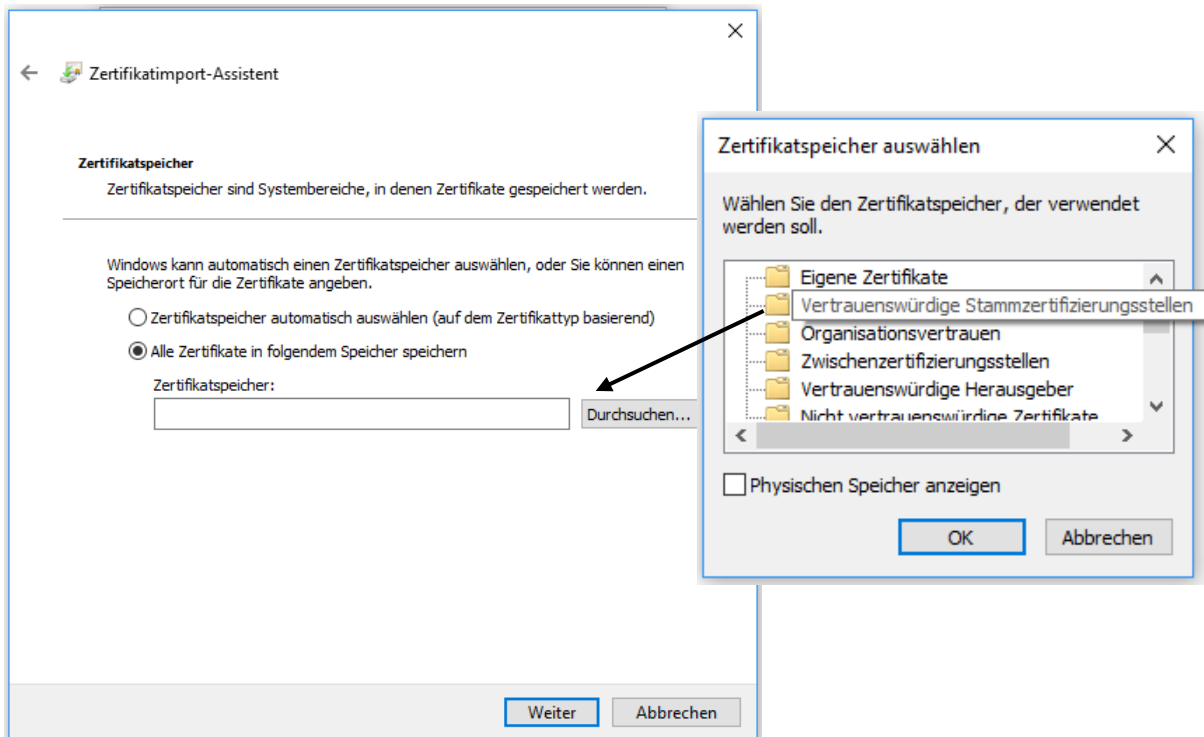 Zertifikatimport-Assistent
Zertifikatspeicher
Zertifikatspeicher sind Systembereiche, in denen Zertifikate gespeichert werden.
Windows kann automatisch einen Zertifikatspeicher auswählen, oder Sie können einen
Speicherort für die Zertifikate angeben.
Zertifikatspeicher automatisch auswählen (auf dem Zertifikattyp basierend)
Alle Zertifikate in folgendem Speicher speichern
Zertifikatspeicher:
Durchsuchen...
Weiter
Abbrechen
Zertifikatspeicher auswählen
Wählen Sie den Zertifikatspeicher, der verwendet
werden soll.
Eigene Zertifikate
Vertrauenswürdige Stammzertifizierungsstellen
Organisationsvertrauen
Zwischenzertifizierungsstellen
Vertrauenswürdige Herausgeber
Nicht vertrauenswürdige Zertifikate
Physischen Speicher anzeigen
OK
Abbrechen